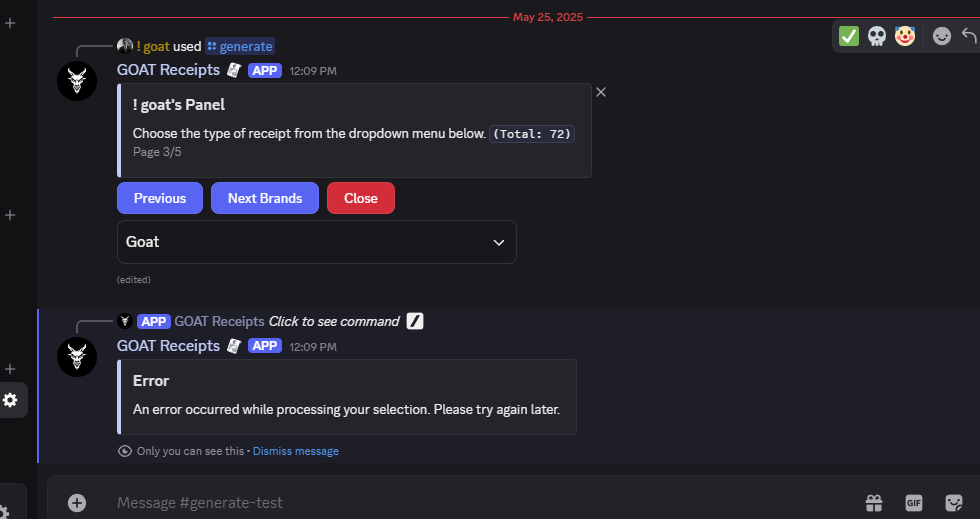 May 25, 2025
! goat used generate
GOAT Receipts APP 12:09 PM
! goat's Panel
Choose the type of receipt from the dropdown menu below. (Total: 72)
Page 3/5
Previous Next Brands Close
Goat
(edited)
APP GOAT Receipts Click to see command
GOAT Receipts APP 12:09 PM
Error
An error occurred while processing your selection. Please try again later.
Only you can see this • Dismiss message
Message #generate-test
GIF